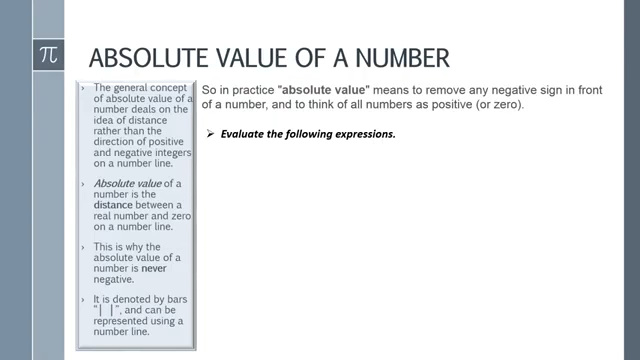 π
ABSOLUTE VALUE OF A NUMBER
› The general concept
of absolute value of a
number deals on the
idea of distance
rather than the
direction of positive
and negative integers
on a number line.
› Absolute value of a
number is the
distance between a
real number and zero
on a number line.
› This is why the
absolute value of a
number is never
negative.
› It is denoted by bars
"| |", and can be
represented using a
number line.
So in practice "absolute value" means to remove any negative sign in front
of a number, and to think of all numbers as positive (or zero).
➢ Evaluate the following expressions.